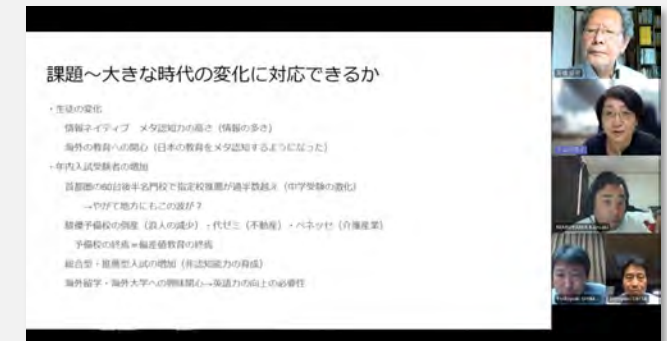 課題～大きな時代の変化に対応できるか
・生徒の変化
情報ネイティブ　メタ認知力の高さ（情報の多さ）
海外の教育への関心（日本の教育をメタ認知するようになった）
・年内入試受験者の増加
首都圏の60台後半名門校で指定校推薦が過半数越え（中学受験の激化）
→やがて地方にもこの波が？
予備校の倒産（浪人の減少）・代ゼミ（不動産）・ベネッセ（介護産業）
予備校の終焉＝偏差値教育の終焉
総合型・推薦型入試の増加（非認知能力の育成）
海外留学・海外大学への興味関心→英語力の向上の必要性